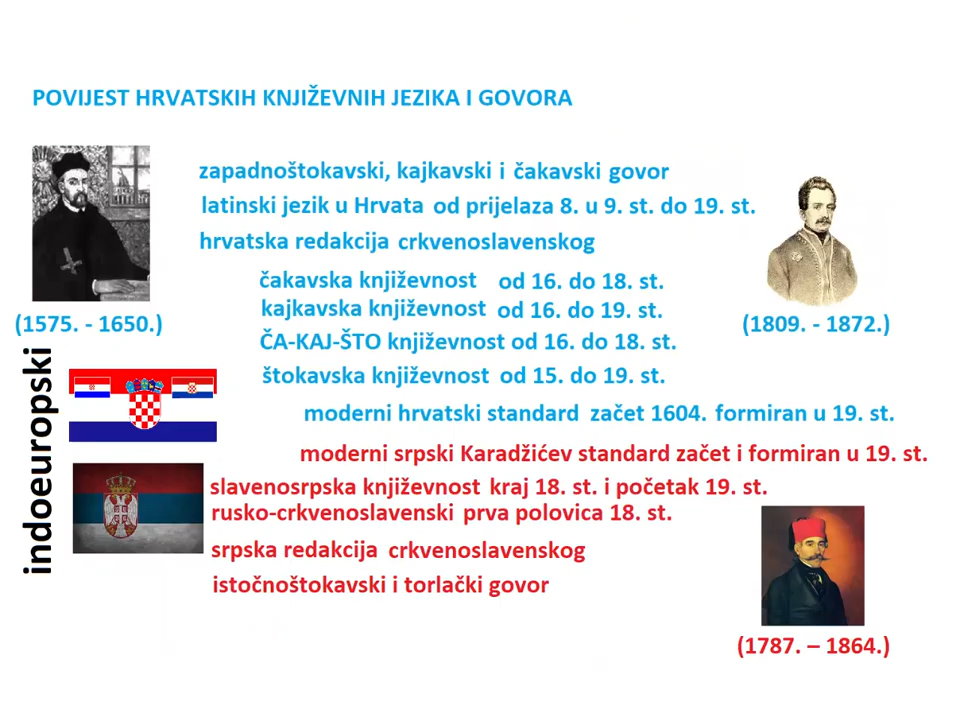 POVIJEST HRVATSKIH KNJIŽEVNIH JEZIKA I GOVORA
zapadnoštokavski, kajkavski i čakavski govor
latinski jezik u Hrvata od prijelaza 8. u 9. st. do 19. st.
hrvatska redakcija crkvenoslavenskog
čakavska književnost od 16. do 18. st.
kajkavska književnost od 16. do 19. st.
(1575. - 1650.)
(1809. - 1872.)
ČA-KAJ-ŠTO književnost od 16. do 18. st.
štokavska književnost od 15. do 19. st.
moderni hrvatski standard začet 1604. formiran u 19. st.
indoeuropski
moderni srpski Karadžićev standard začet i formiran u 19. st.
slavenosrpska književnost kraj 18. st. i početak 19. st.
rusko-crkvenoslavenski prva polovica 18. st.
srpska redakcija crkvenoslavenskog
istočnoštokavski i torlački govor
(1787. – 1864.)